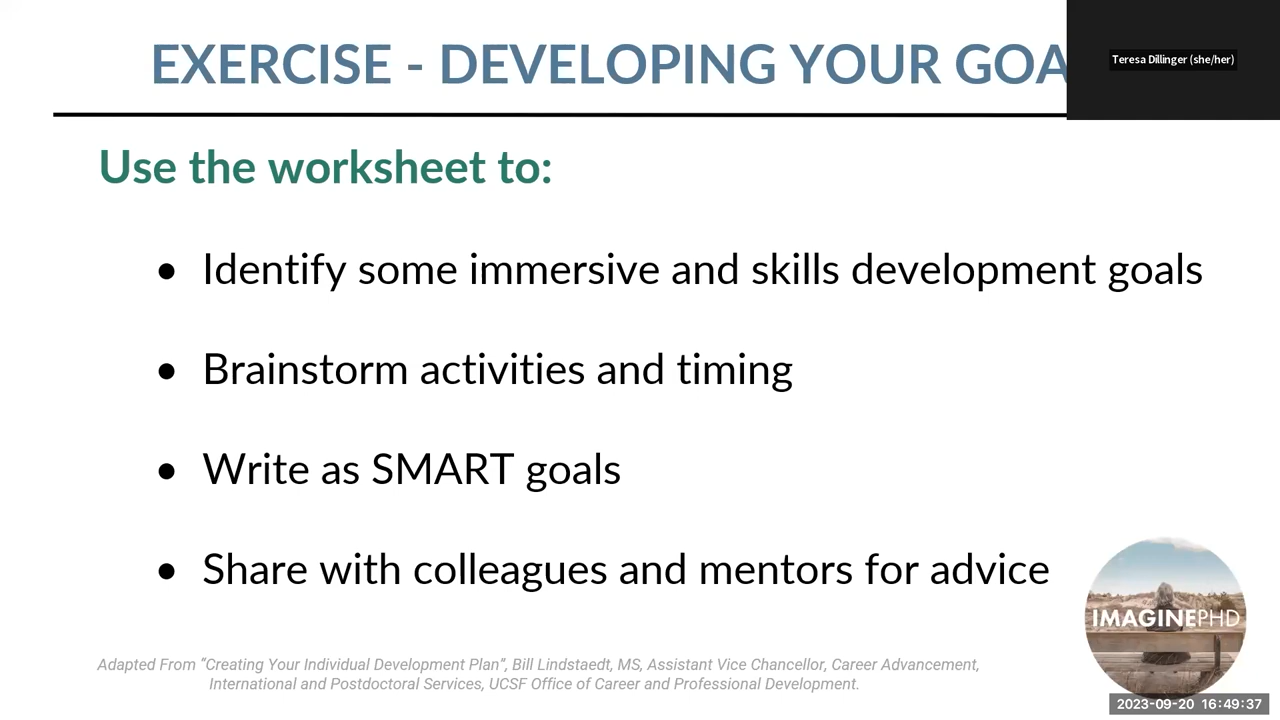 EXERCISE - DEVELOPING YOUR GOA
Teresa Dillinger (she/her)
Use the worksheet to:
• Identify some immersive and skills development goals
• Brainstorm activities and timing
• Write as SMART goals
• Share with colleagues and mentors for advice
IMAGINEPHD
Adapted From “Creating Your Individual Development Plan”, Bill Lindstaedt, MS, Assistant Vice Chancellor, Career Advancement,
International and Postdoctoral Services, UCSF Office of Career and Professional Development.
2023-09-20 16:49:37